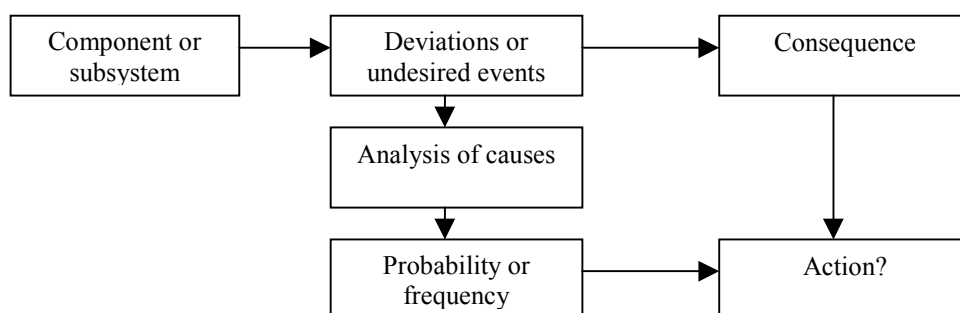 Component or
subsystem
Deviations or
undesired events
Consequence
Analysis of causes
Probability or
frequency
Action?